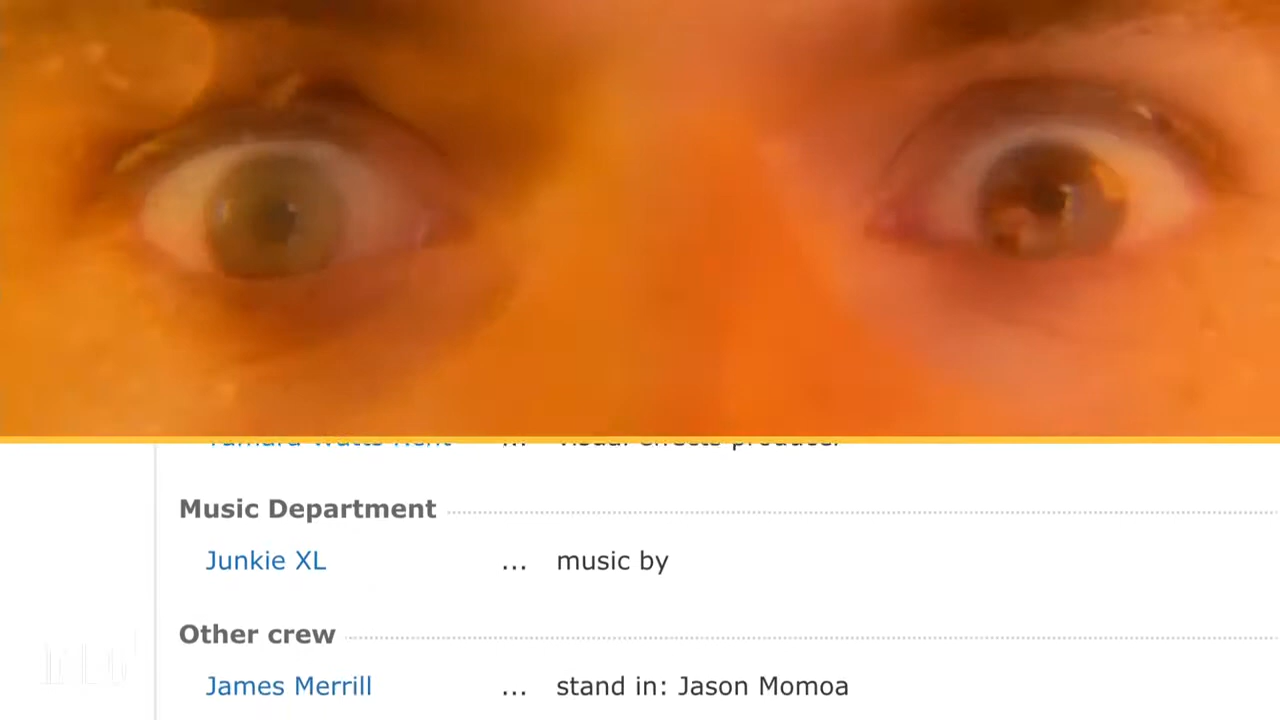 Music Department
Junkie XL ... music by
Other crew
James Merrill ... stand in: Jason Momoa